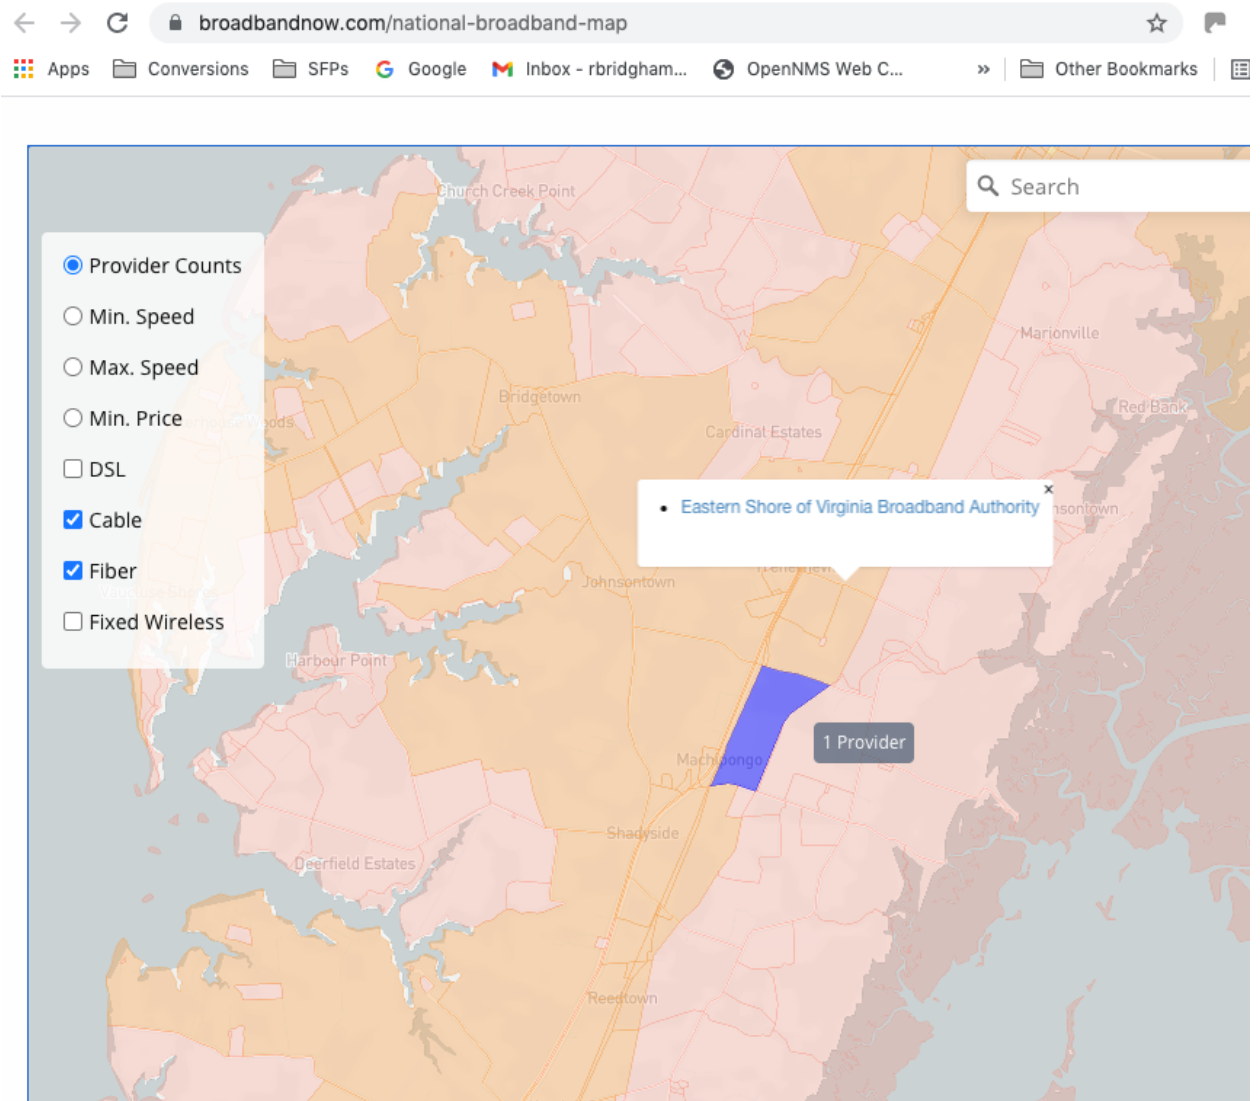 broadbandnow.com/national-broadband-map
Apps
Conversions
SFPs
Google
Inbox - rbridgham...
OpenNMS Web C...
»
Other Bookmarks
Church Creek Point
Search
Provider Counts
Min. Speed
Marionville
Max. Speed
Bridgetown
Red Bank
Min. Price
Cardinal Estates
DSL
x
Eastern Shore of Virginia Broadband Authority
nsontown
Cable
Fiber
Johnsontown
Fixed Wireless
Harbour Point
1 Provider
Machipongo
Shadyside
Deerfield Estates
Reedtown